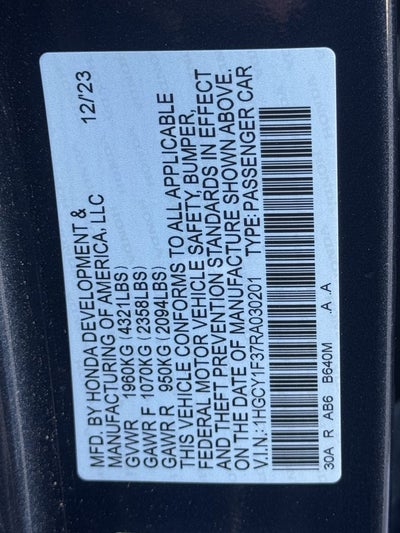 MFD. BY HONDA DEVELOPMENT & 12/'23
MANUFACTURING OF AMERICA, LLC
GVWR 1960KG (4321LBS)
GAWR F 1070KG (2358LBS)
GAWR R 950KG (2094LBS)
THIS VEHICLE CONFORMS TO ALL APPLICABLE
FEDERAL MOTOR VEHICLE SAFETY, BUMPER,
AND THEFT PREVENTION STANDARDS IN EFFECT
ON THE DATE OF MANUFACTURE SHOWN ABOVE.
V.I.N.: 1HGCY1F37RA030201 TYPE: PASSENGER CAR
30A R AB6 B640M .A .A